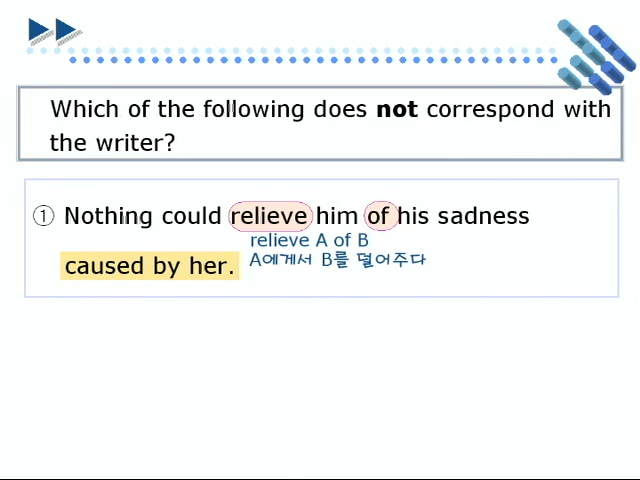 Which of the following does not correspond with
the writer?
① Nothing could relieve him of his sadness
relieve A of B
caused by her.
A에게서 B를 덜어주다